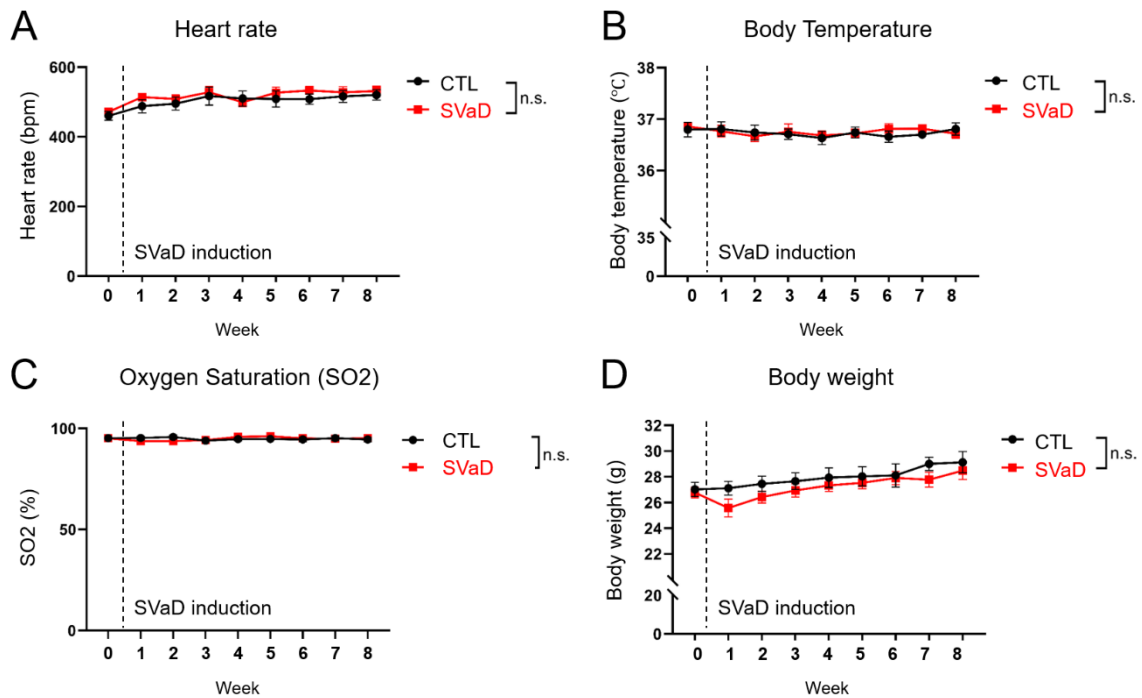 A
Heart rate
Heart rate (bpm)
600
400
200
0
SVaD induction
0 1 2 3 4 5 6 7 8
Week
CTL
SVaD
n.s.
B
Body Temperature
Body temperature (℃)
38
37
36
35
0
SVaD induction
0 1 2 3 4 5 6 7 8
Week
CTL
SVaD
n.s.
C
Oxygen Saturation (SO2)
SO2 (%)
100
50
0
SVaD induction
0 1 2 3 4 5 6 7 8
Week
CTL
SVaD
n.s.
D
Body weight
Body weight (g)
32
30
28
26
24
22
20
0
SVaD induction
0 1 2 3 4 5 6 7 8
Week
CTL
SVaD
n.s.